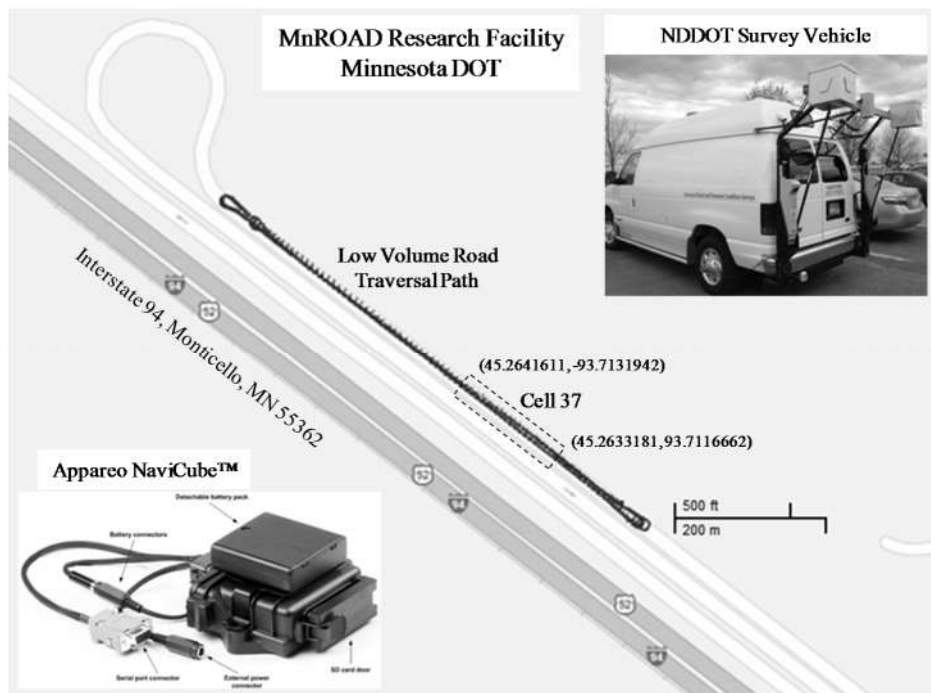 MnROAD Research Facility
Minnesota DOT
NDDOT Survey Vehicle
Low Volume Road
Traversal Path
Interstate 94, Monticello, MN 55362
94
52
(45.2641611, -93.7131942)
Cell 37
(45.2633181, 93.7116662)
52
94
500 ft
200 m
52
94
Appareo NaviCube™
Detachable battery pack
Battery connectors
Serial port connector
External power
connector
SD card door